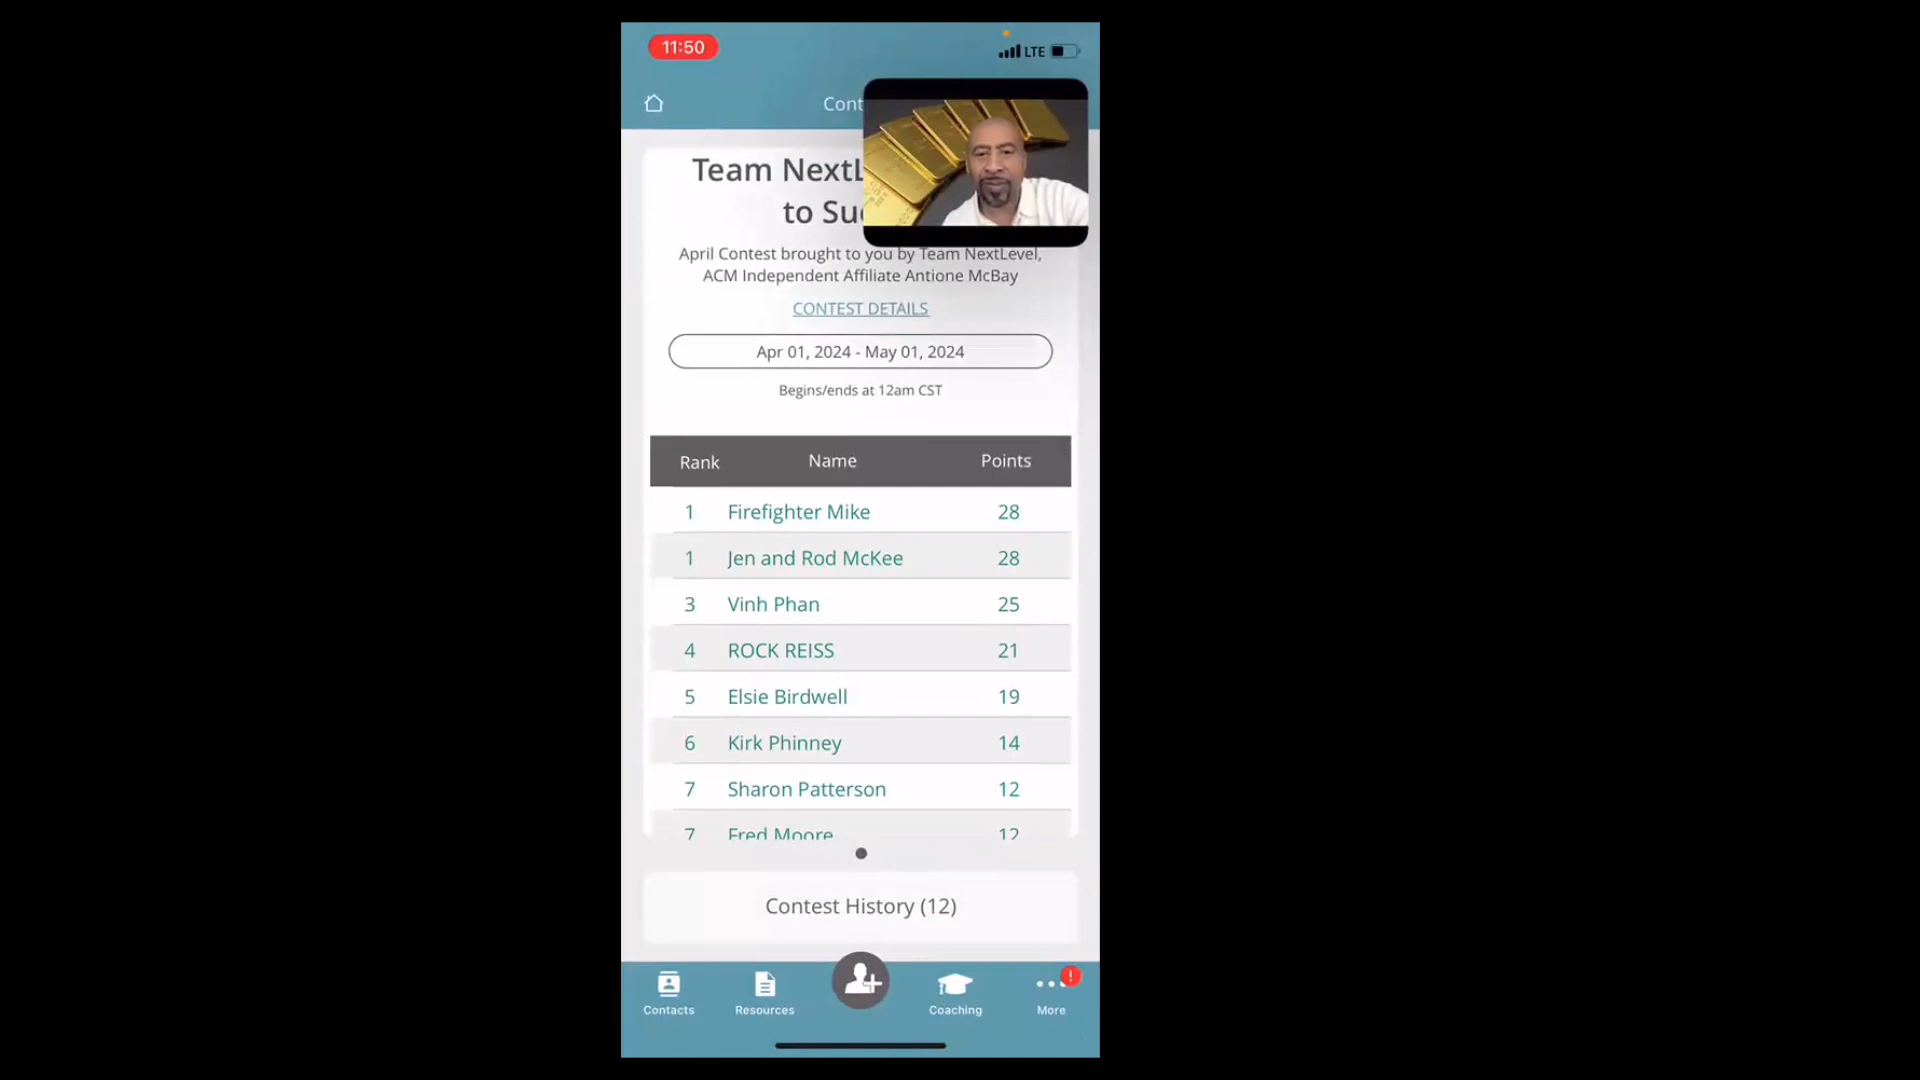 11:50
LTE
Cont
Team NextL
to Su
April Contest brought to you by Team NextLevel,
ACM Independent Affiliate Antione McBay
CONTEST DETAILS
Apr 01, 2024 - May 01, 2024
Begins/ends at 12am CST
Rank Name Points
1 Firefighter Mike 28
1 Jen and Rod McKee 28
3 Vinh Phan 25
4 ROCK REISS 21
5 Elsie Birdwell 19
6 Kirk Phinney 14
7 Sharon Patterson 12
7 Fred Moore 12
Contest History (12)
Contacts Resources Coaching More